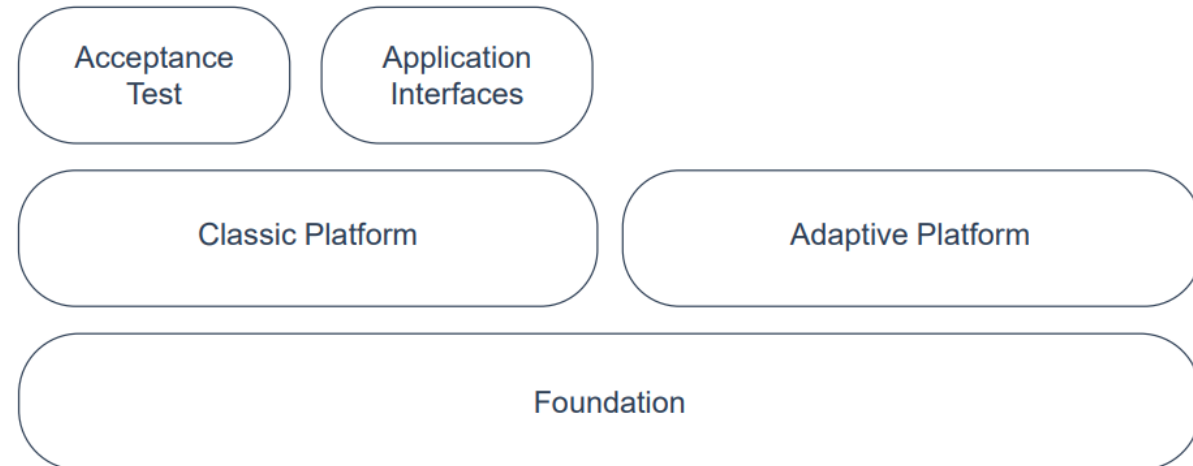 Acceptance
Test
Application
Interfaces
Classic Platform
Adaptive Platform
Foundation